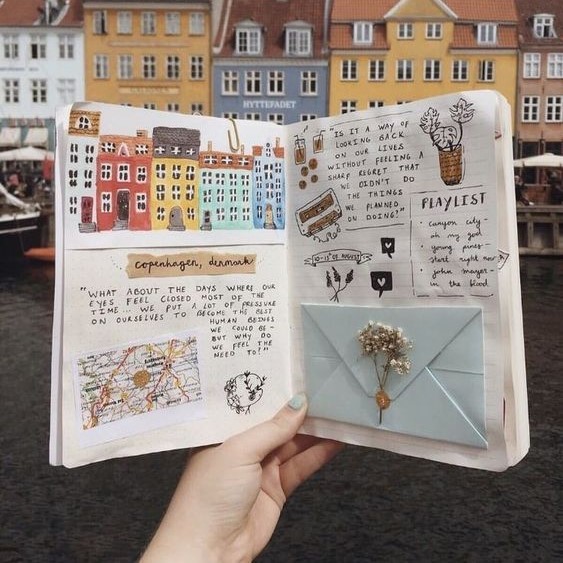 HYTTEFADET
copenhagen, denmark
"WHAT ABOUT THE DAYS WHERE OUR
EYES FEEL CLOSED MOST OF THE
TIME... WE PUT A LOT OF PRESSURE
ON OURSELVES TO BECOME THE BEST
HUMAN BEINGS
WE COULD BE -
BUT WHY DO
WE FEEL THE
NEED TO?"
"IS IT A WAY OF
LOOKING BACK
ON OUR LIVES
WITHOUT FEELING A
SHARP REGRET THAT
WE DIDN'T DO
THE THINGS
WE PLANNED
ON DOING?"
OF AUGUST
PLAYLIST
canyon city -
oh my god
young pines -
start right now
john mayer -
in the blood